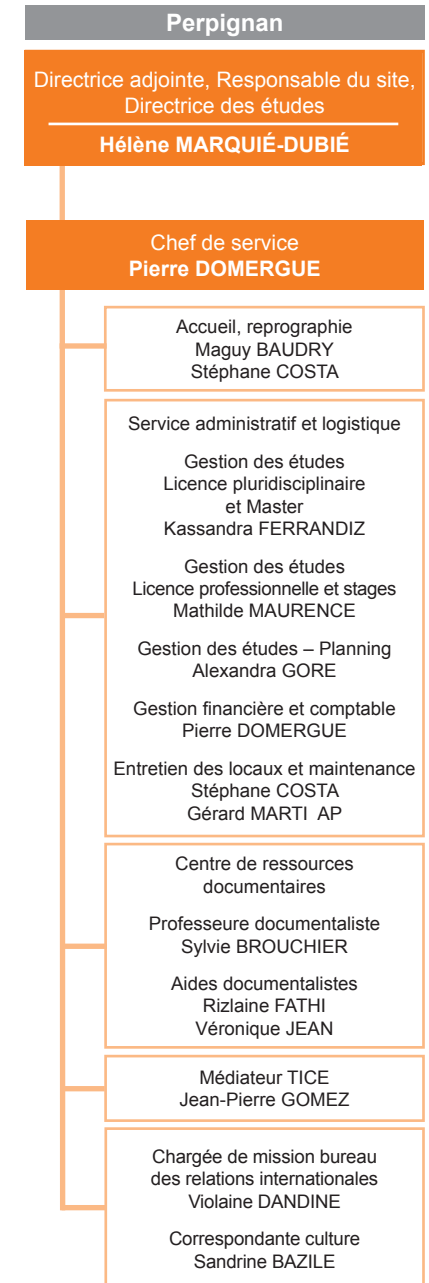 Perpignan
Directrice adjointe, Responsable du site,
Directrice des études
Hélène MARQUIÉ-DUBIÉ
Chef de service
Pierre DOMERGUE
Accueil, reprographie
Maguy BAUDRY
Stéphane COSTA
Service administratif et logistique
Gestion des études
Licence pluridisciplinaire
et Master
Kassandra FERRANDIZ
Gestion des études
Licence professionnelle et stages
Mathilde MAURENCE
Gestion des études – Planning
Alexandra GORE
Gestion financière et comptable
Pierre DOMERGUE
Entretien des locaux et maintenance
Stéphane COSTA
Gérard MARTI AP
Centre de ressources
documentaires
Professeure documentaliste
Sylvie BROUCHIER
Aides documentalistes
Rizlaine FATHI
Véronique JEAN
Médiateur TICE
Jean-Pierre GOMEZ
Chargée de mission bureau
des relations internationales
Violaine DANDINE
Correspondante culture
Sandrine BAZILE